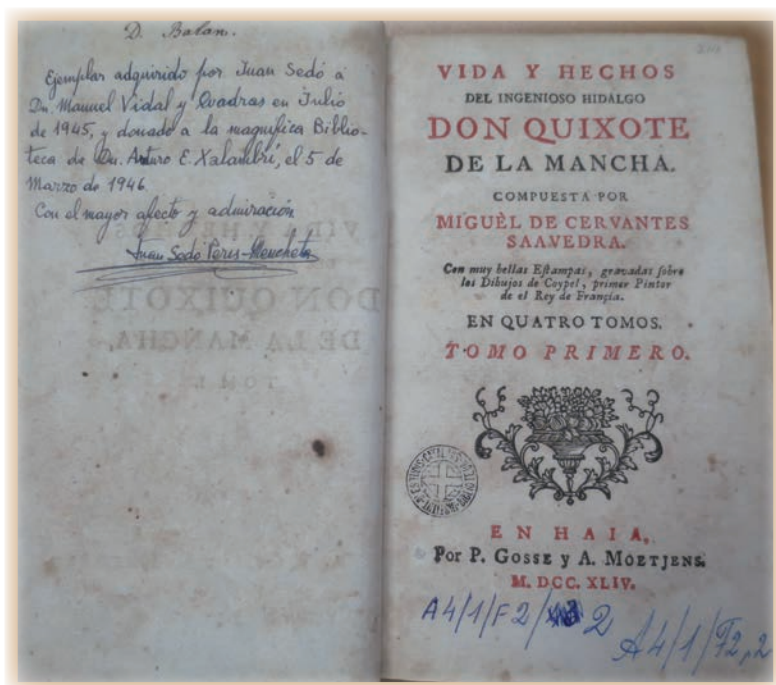 D. Balan.
Ejemplar adquirido por Juan Sedó a
Dn. Manuel Vidal y Quadras en Julio
de 1945, y donado a la magnífica Biblio-
teca de Dn. Arturo E. Xalambrí, el 5 de
Marzo de 1946.
Con el mayor afecto y admiración
Juan Sedó Peris-Mencheta
VIDA Y HECHOS
DEL INGENIOSO HIDALGO
DON QUIXOTE
DE LA MANCHA.
COMPUESTA POR
MIGUÈL DE CERVANTES
SAAVEDRA.
Con muy bellas Estampas, gravadas sobre
los Dibujos de Coypel, primer Pintor
de el Rey de Françia.
EN QUATRO TOMOS.
TOMO PRIMERO.
EN HAIA,
Por P. GOSSE y A. MOETJENS.
M. DCC. XLIV.
A4/1/F2/ 2
A4/1/F2,2